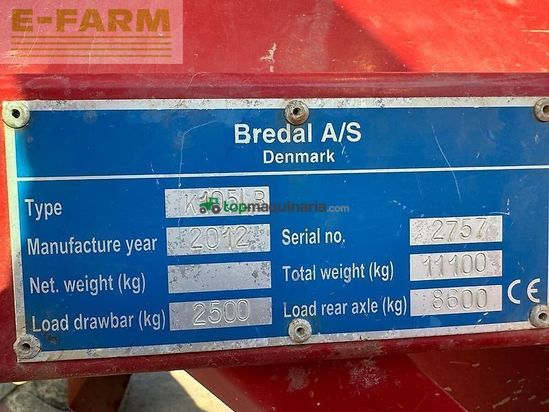 E-FARM
Bredal A/S
Denmark
Type K105LB
topmaquinaria.com
Manufacture year 2012 Serial no. 2757
Net. weight (kg) Total weight (kg) 11100
Load drawbar (kg) 2500 Load rear axle (kg) 8600 CE